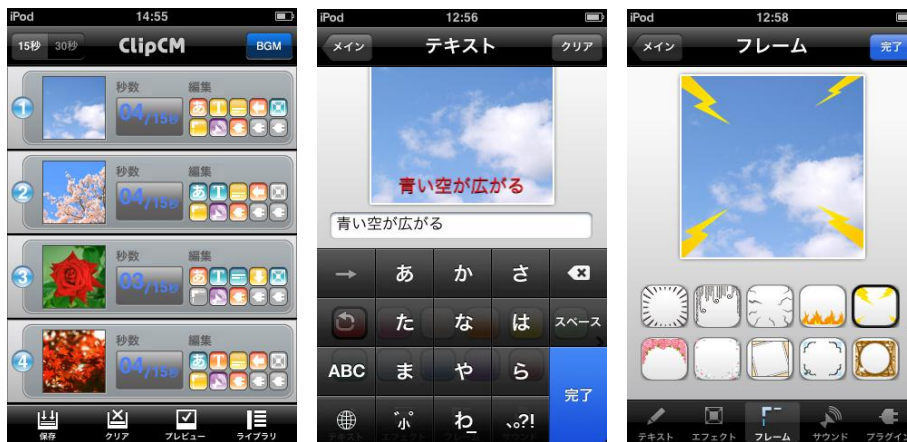 iPod 14:55
15秒 30秒 ClipCM BGM
1 秒数 編集
04/15秒
2 秒数 編集
04/15秒
3 秒数 編集
03/15秒
4 秒数 編集
04/15秒
保存 クリア プレビュー ライブラリ
iPod 12:56
メイン テキスト クリア
青い空が広がる
青い空が広がる
→ あ か さ
た な は スペース
ABC ま や ら
完了
わ 、。?!
iPod 12:58
メイン フレーム 完了
テキスト エフェクト フレーム サウンド プラグイン